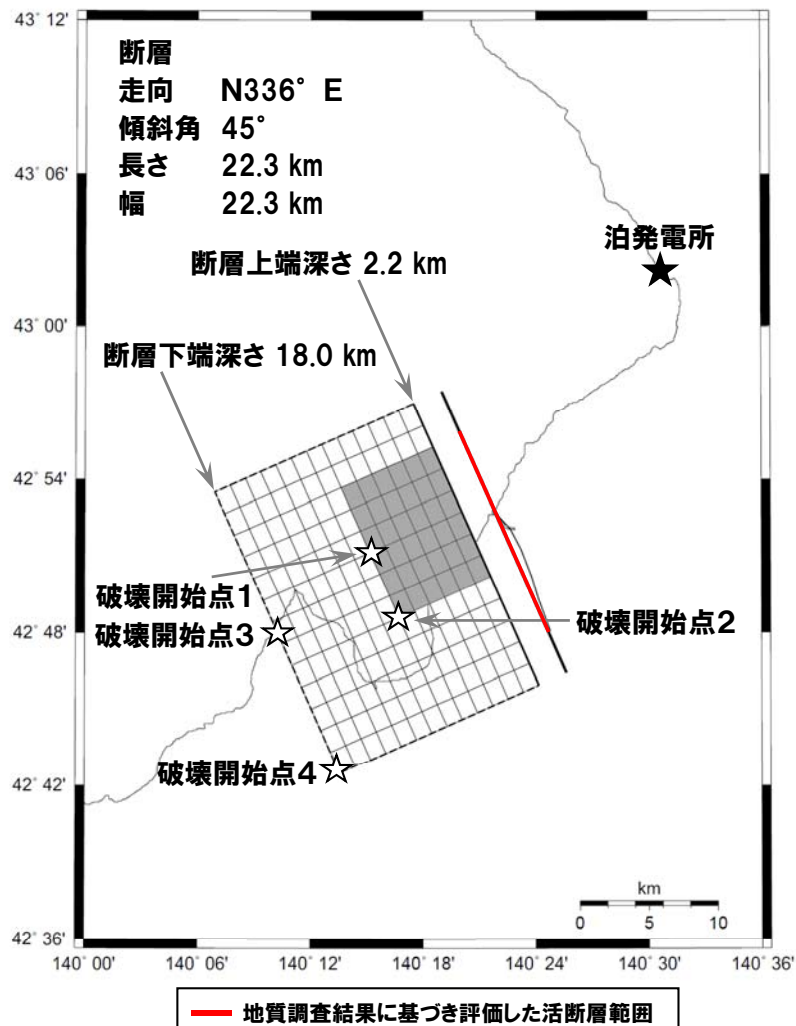 43° 12'
断層
走向 N336° E
傾斜角 45°
長さ 22.3 km
幅 22.3 km
43° 06'
泊発電所
断層上端深さ 2.2 km
43° 00'
断層下端深さ 18.0 km
42° 54'
破壊開始点1
42° 48'
破壊開始点3
破壊開始点2
破壊開始点4
42° 42'
km
0 5 10
42° 36'
140° 00' 140° 06' 140° 12' 140° 18' 140° 24' 140° 30' 140° 36'
地質調査結果に基づき評価した活断層範囲